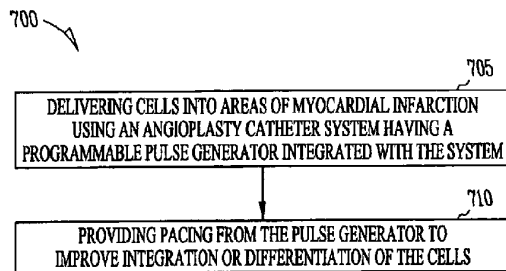 700
705
DELIVERING CELLS INTO AREAS OF MYOCARDIAL INFARCTION
USING AN ANGIOPLASTY CATHETER SYSTEM HAVING A
PROGRAMMABLE PULSE GENERATOR INTEGRATED WITH THE SYSTEM
710
PROVIDING PACING FROM THE PULSE GENERATOR TO
IMPROVE INTEGRATION OR DIFFERENTIATION OF THE CELLS